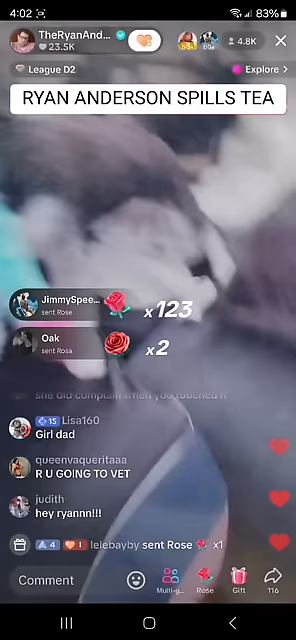 4:02
83%
TheRyanAnd...
23.5K
4.8K
League D2
Explore >
RYAN ANDERSON SPILLS TEA
JimmySpee...
sent Rose
x123
Oak
sent Rosa
x2
she did complain when you touched it
15 Lisa160
Girl dad
queenvaqueritaaa
R U GOING TO VET
judith
hey ryannn!!!
4 1 lelebayby sent Rose x1
Comment
Multi-g...
Rose
Gift
116